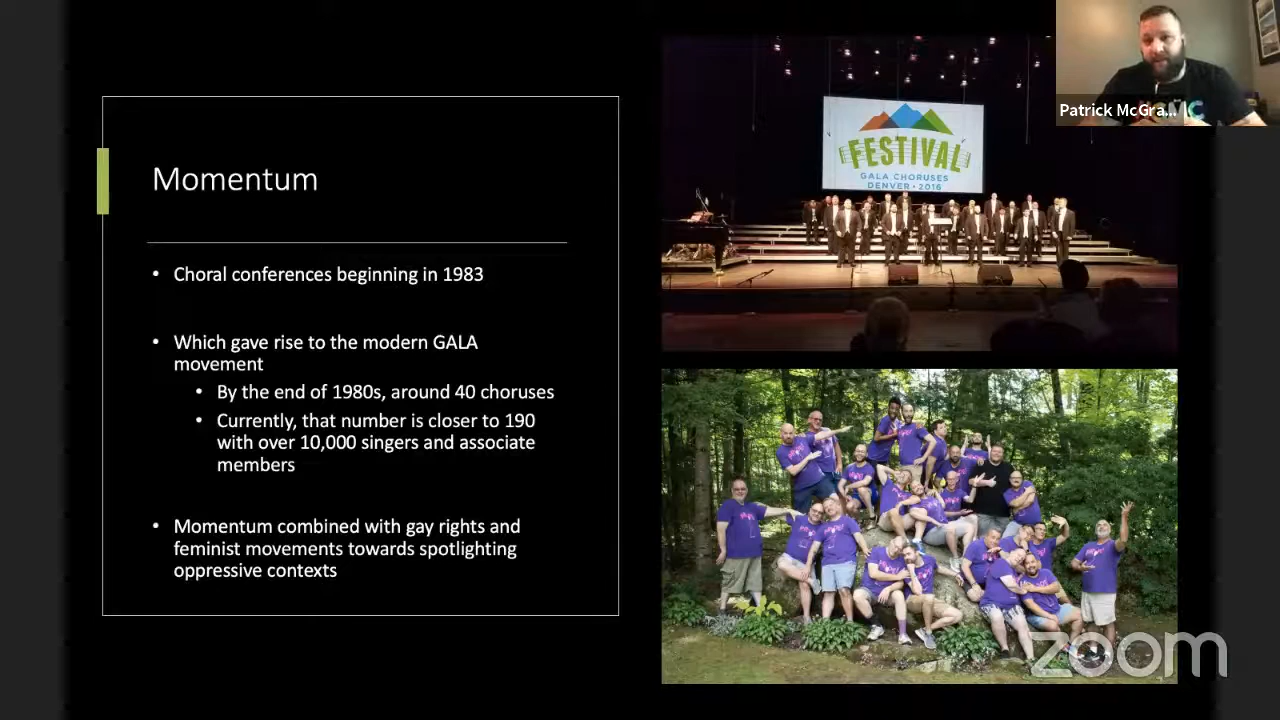 Momentum
• Choral conferences beginning in 1983
• Which gave rise to the modern GALA
movement
• By the end of 1980s, around 40 choruses
• Currently, that number is closer to 190
with over 10,000 singers and associate
members
• Momentum combined with gay rights and
feminist movements towards spotlighting
oppressive contexts
FESTIVAL
GALA CHORUSES
DENVER • 2016
Patrick McGra...
zoom